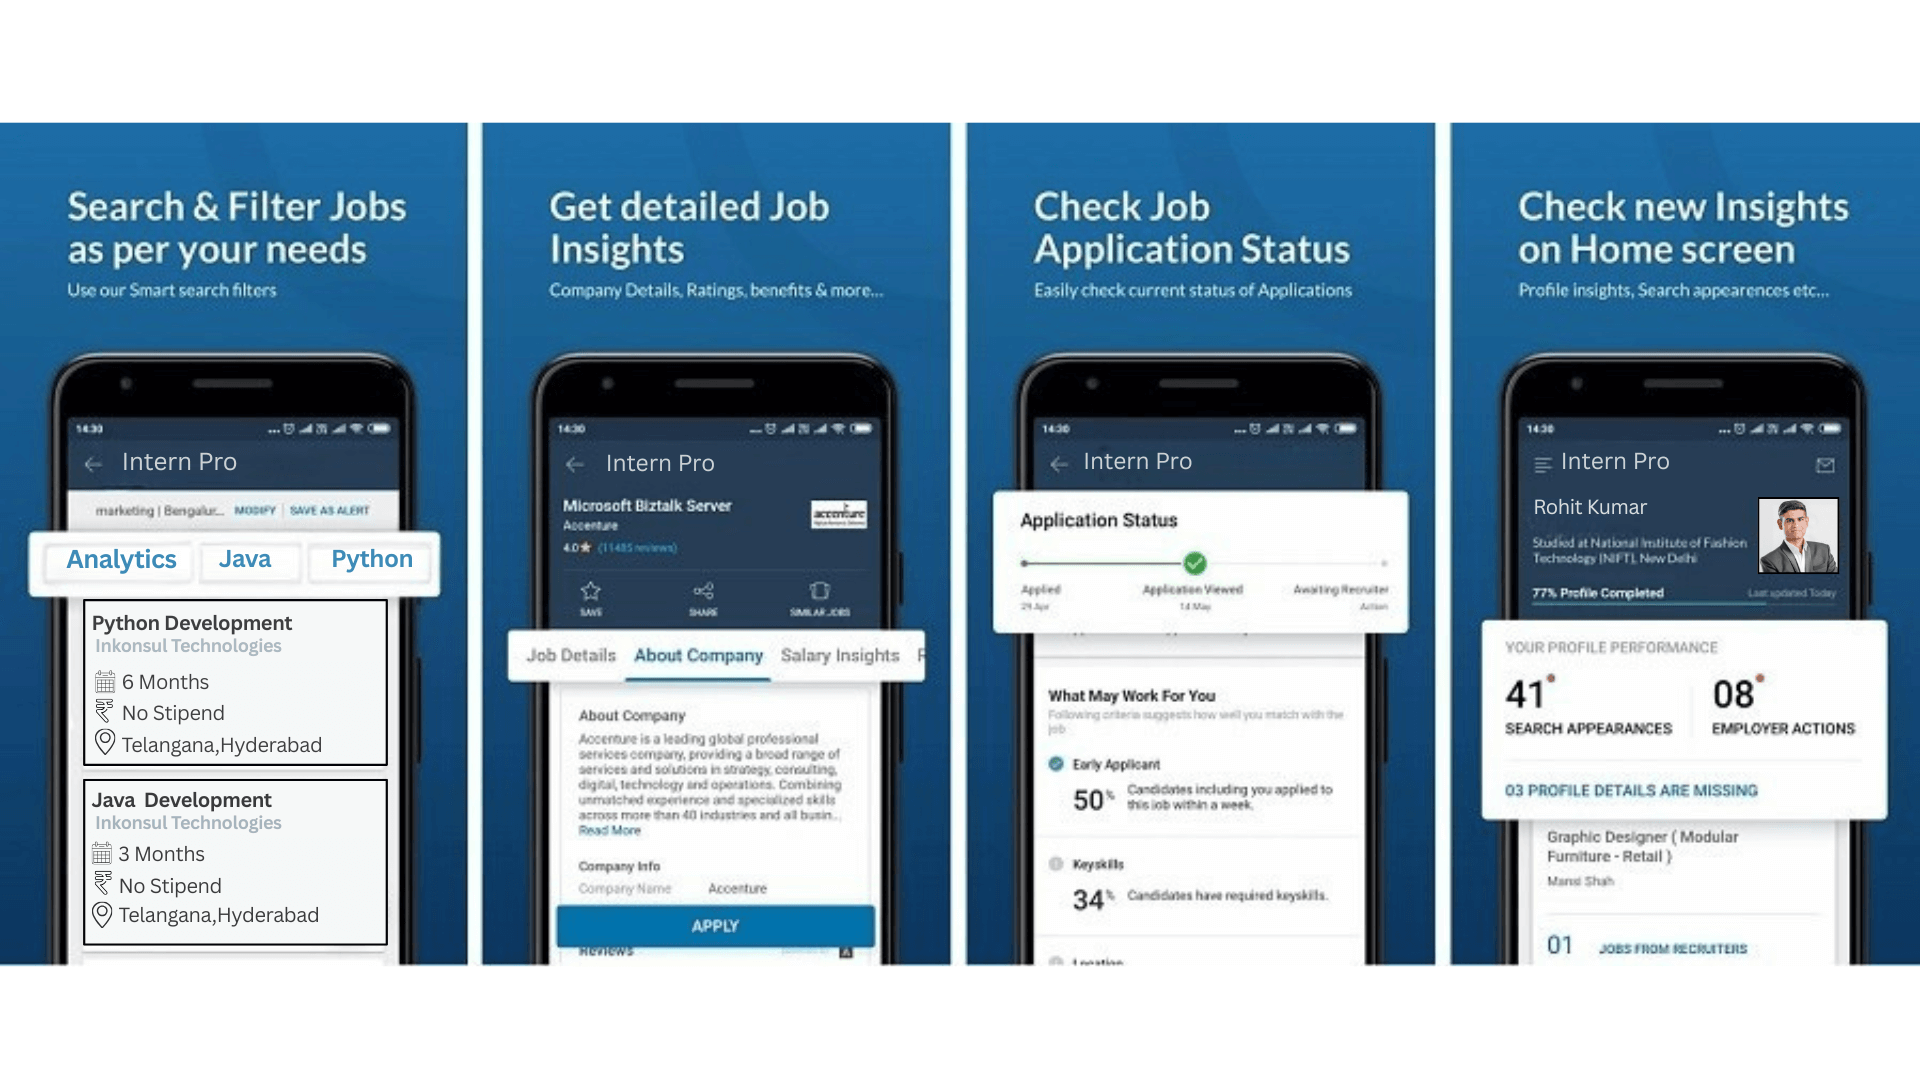 Search & Filter Jobs
as per your needs
Use our Smart search filters
14:30
Intern Pro
marketing | Bengalur... MODIFY | SAVE AS ALERT
Analytics Java Python
Python Development
Inkonsul Technologies
6 Months
No Stipend
Telangana,Hyderabad
Java Development
Inkonsul Technologies
3 Months
No Stipend
Telangana,Hyderabad
Get detailed Job
Insights
Company Details, Ratings, benefits & more...
14:30
Intern Pro
Microsoft Biztalk Server
Accenture
accenture
4.0 (11485 reviews)
SAVE SHARE SIMILAR JOBS
Job Details About Company Salary Insights
About Company
Accenture is a leading global professional
services company, providing a broad range of
services and solutions in strategy, consulting,
digital, technology and operations. Combining
unmatched experience and specialized skills
across more than 40 industries and all busin...
Read More
Company Info
Company Name Accenture
APPLY
Reviews
Check Job
Application Status
Easily check current status of Applications
14:30
Intern Pro
Application Status
Applied Application Viewed Awaiting Recruiter
29 Apr 14 May Action
What May Work For You
Following criteria suggests how well you match with the
job
Early Applicant
50% Candidates including you applied to
this job within a week.
Keyskills
34% Candidates have required keyskills.
Location
Check new Insights
on Home screen
Profile insights, Search appearences etc...
14:30
Intern Pro
Rohit Kumar
Studied at National Institute of Fashion
Technology (NIFT), New Delhi
77% Profile Completed Last updated Today
YOUR PROFILE PERFORMANCE
41 08
SEARCH APPEARANCES EMPLOYER ACTIONS
03 PROFILE DETAILS ARE MISSING
Graphic Designer ( Modular
Furniture - Retail )
Mansi Shah
01 JOBS FROM RECRUITERS